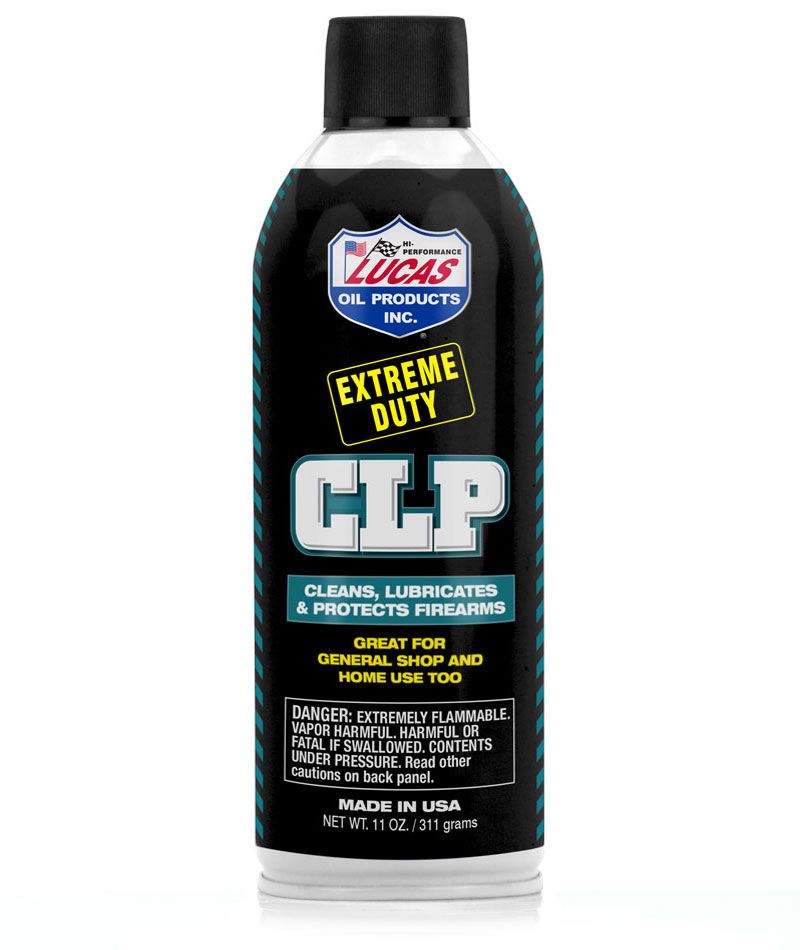 HI-
PERFORMANCE
LUCAS
OIL PRODUCTS
INC.
®
EXTREME
DUTY
CLP
CLEANS, LUBRICATES
& PROTECTS FIREARMS
GREAT FOR
GENERAL SHOP AND
HOME USE TOO
DANGER: EXTREMELY FLAMMABLE.
VAPOR HARMFUL. HARMFUL OR
FATAL IF SWALLOWED. CONTENTS
UNDER PRESSURE. Read other
cautions on back panel.
MADE IN USA
NET WT. 11 OZ. / 311 grams